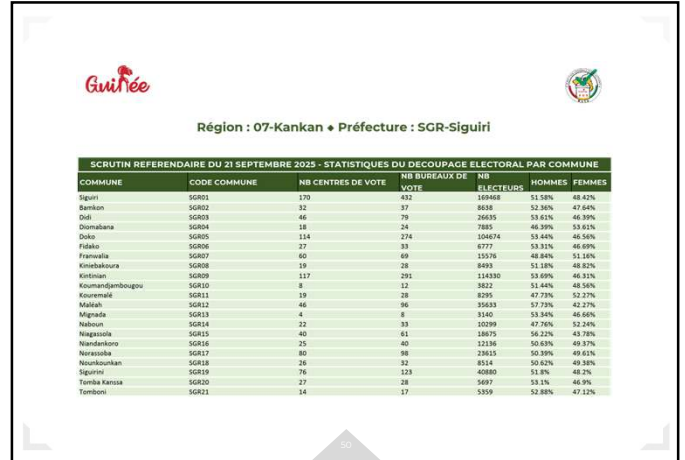 Guinée
Région : 07-Kankan ◆ Préfecture : SGR-Siguiri
SCRUTIN REFERENDAIRE DU 21 SEPTEMBRE 2025 - STATISTIQUES DU DECOUPAGE ELECTORAL PAR COMMUNE
COMMUNE CODE COMMUNE NB CENTRES DE VOTE NB BUREAUX DE VOTE NB ELECTEURS HOMMES FEMMES
Siguiri SGR01 170 432 169468 51.58% 48.42%
Bamkon SGR02 32 37 8638 52.36% 47.64%
Didi SGR03 46 79 26635 53.61% 46.39%
Diomabana SGR04 18 24 7885 46.39% 53.61%
Doko SGR05 114 274 104674 53.44% 46.56%
Fidako SGR06 27 33 6777 53.31% 46.69%
Franwalia SGR07 60 69 15576 48.84% 51.16%
Kiniebakoura SGR08 19 28 8493 51.18% 48.82%
Kintinian SGR09 117 291 114330 53.69% 46.31%
Koumandjambougou SGR10 8 12 3822 51.44% 48.56%
Kouremalé SGR11 19 28 8295 47.73% 52.27%
Maléah SGR12 46 96 35633 57.73% 42.27%
Mignada SGR13 4 8 3140 53.34% 46.66%
Naboun SGR14 22 33 10299 47.76% 52.24%
Niagassola SGR15 40 61 18675 56.22% 43.78%
Niandankoro SGR16 25 40 12136 50.63% 49.37%
Norassoba SGR17 80 98 23615 50.39% 49.61%
Nounkounkan SGR18 26 32 8514 50.62% 49.38%
Siguirini SGR19 76 123 40880 51.8% 48.2%
Tomba Kanssa SGR20 27 28 5697 53.1% 46.9%
Tomboni SGR21 14 17 5359 52.88% 47.12%
50